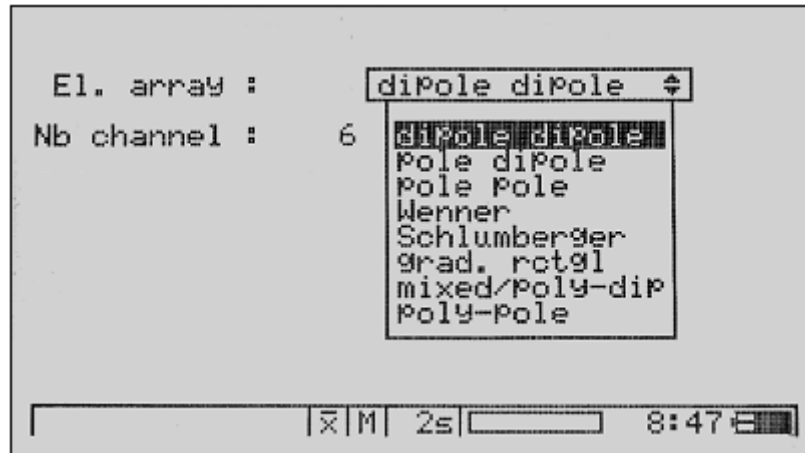 El. array : dipole dipole
Nb channel : 6
dipole dipole
pole dipole
pole pole
Wenner
Schlumberger
grad. rctgl
mixed/poly-dip
poly-pole
x̅ M 2s 8:47